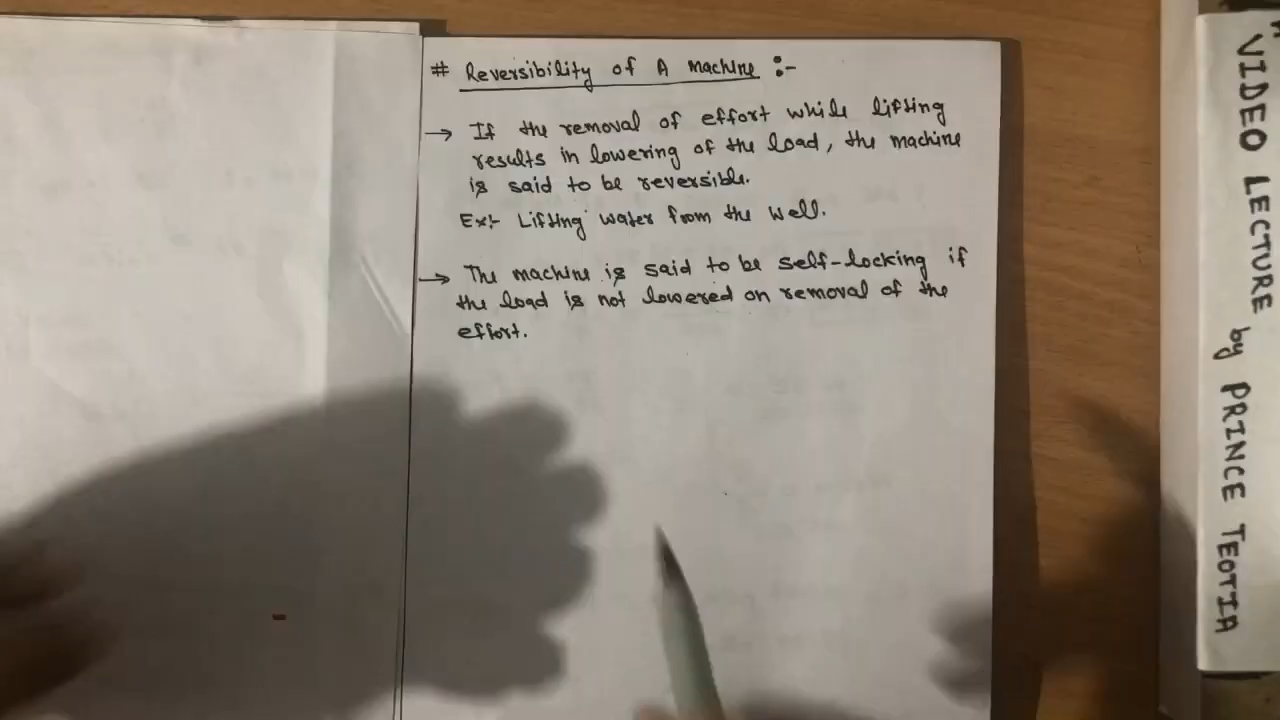 # Reversibility of A Machine :-
→ If the removal of effort while lifting
results in lowering of the load, the machine
is said to be reversible.
Ex:- Lifting water from the well.
→ The machine is said to be self-locking if
the load is not lowered on removal of the
effort.
VIDEO LECTURE by PRINCE TEOTIA